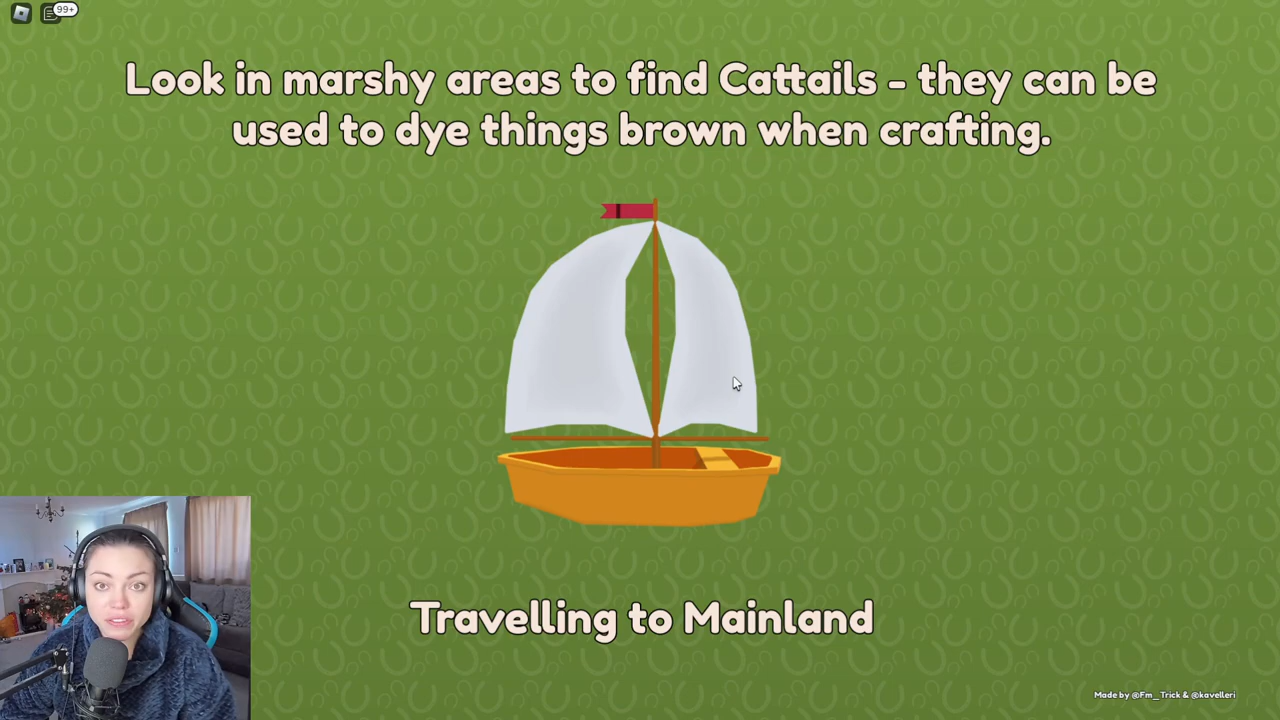 99+
Look in marshy areas to find Cattails - they can be
used to dye things brown when crafting.
Travelling to Mainland
Made by @Fm_Trick & @kavelleri